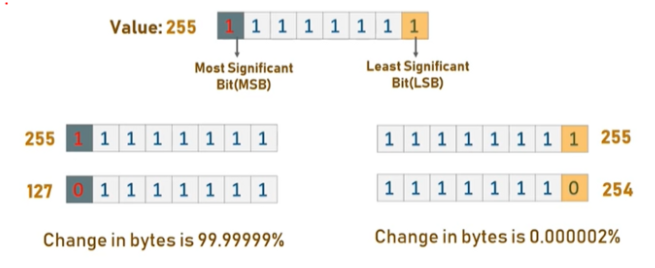 Value: 255 1 1 1 1 1 1 1 1
Most Significant
Bit(MSB)
Least Significant
Bit(LSB)
255 1 1 1 1 1 1 1 1
1 1 1 1 1 1 1 1 255
127 0 1 1 1 1 1 1 1
1 1 1 1 1 1 1 0 254
Change in bytes is 99.99999%
Change in bytes is 0.000002%